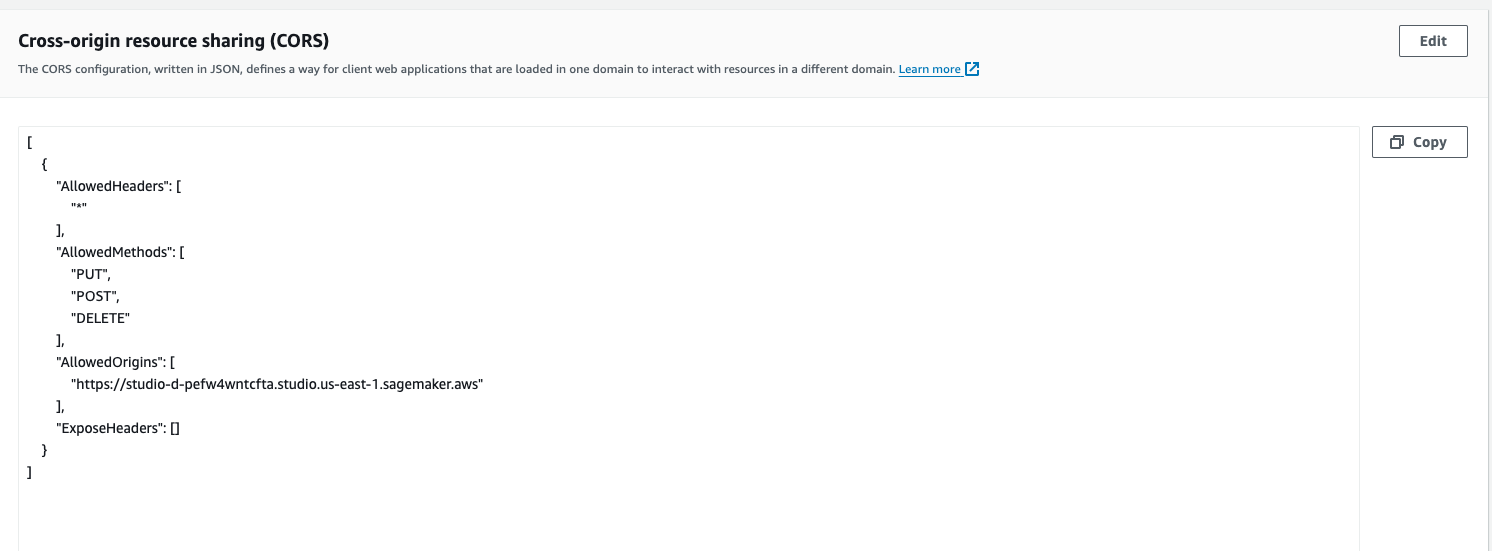 Cross-origin resource sharing (CORS)
Edit
The CORS configuration, written in JSON, defines a way for client web applications that are loaded in one domain to interact with resources in a different domain. Learn more
Copy
[
{
"AllowedHeaders": [
"*"
],
"AllowedMethods": [
"PUT",
"POST",
"DELETE"
],
"AllowedOrigins": [
"https://studio-d-pefw4wntcfta.studio.us-east-1.sagemaker.aws"
],
"ExposeHeaders": []
}
]